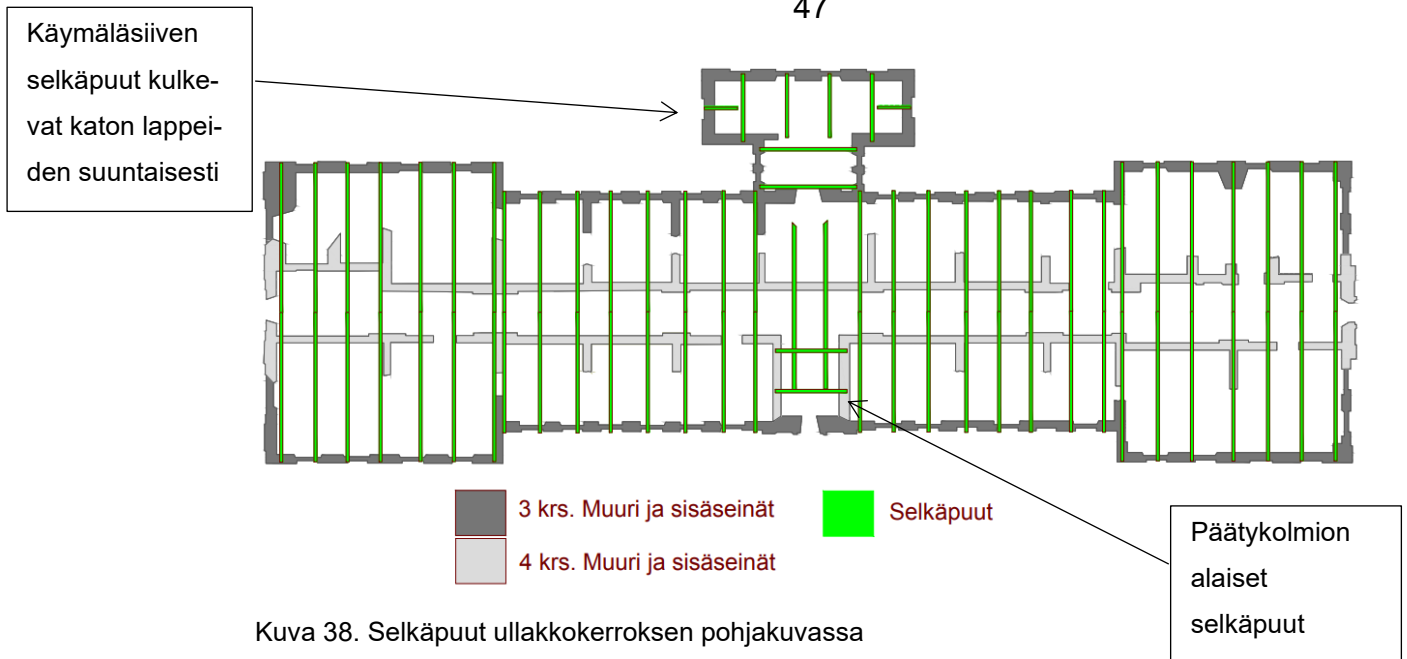 47
Käymäläsiiven
selkäpuut kulke-
vat katon lappei-
den suuntaisesti
3 krs. Muuri ja sisäseinät
Selkäpuut
4 krs. Muuri ja sisäseinät
Päätykolmion
alaiset
selkäpuut
Kuva 38. Selkäpuut ullakkokerroksen pohjakuvassa